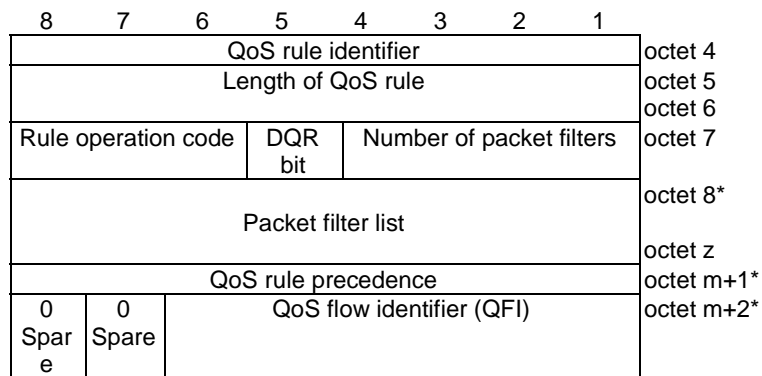 8 7 6 5 4 3 2 1
QoS rule identifier octet 4
Length of QoS rule octet 5
octet 6
Rule operation code DQR Number of packet filters octet 7
bit
octet 8*
Packet filter list
octet z
QoS rule precedence octet m+1*
0 0 QoS flow identifier (QFI) octet m+2*
Spar Spare
e